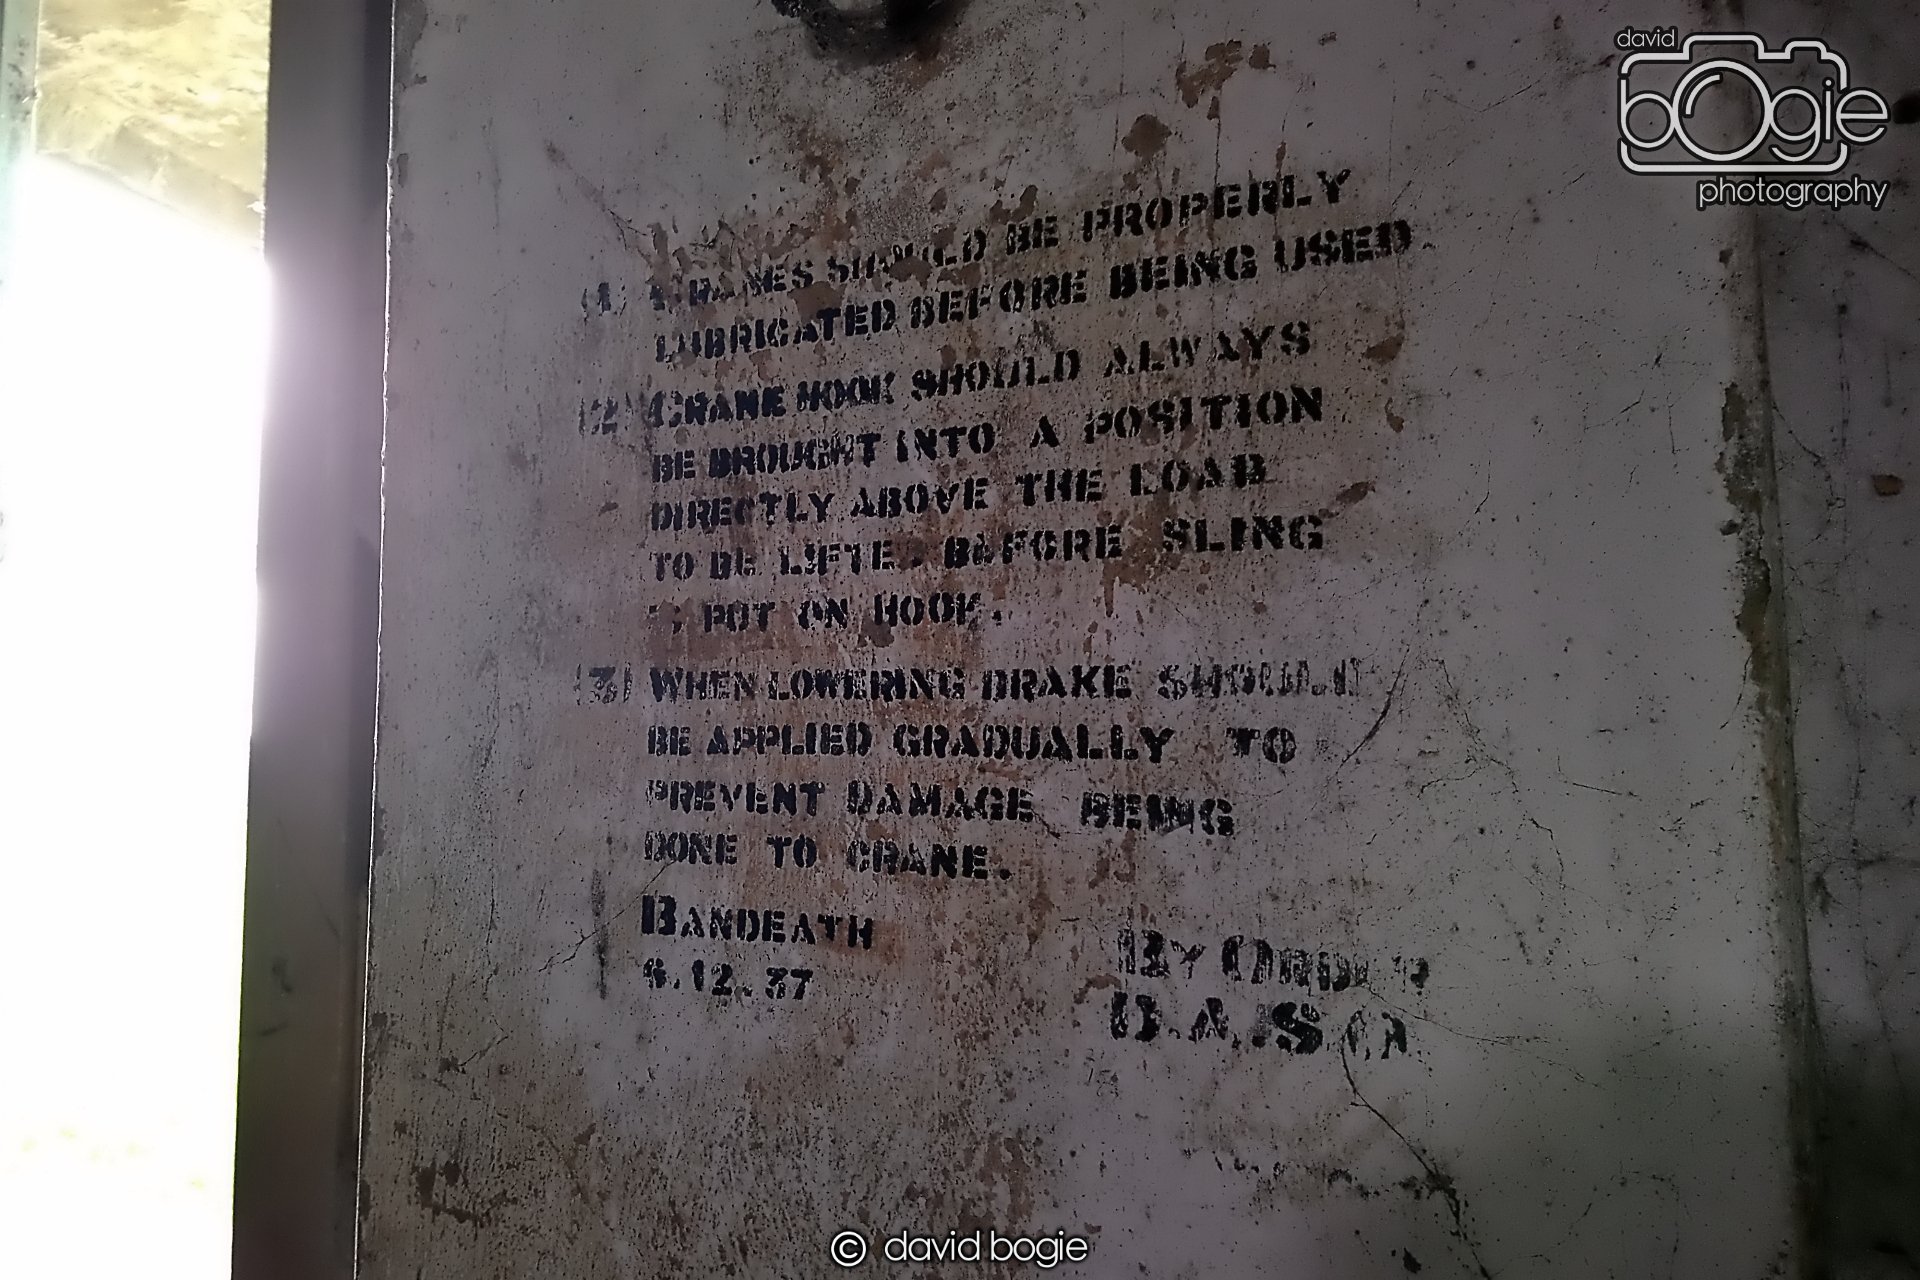 david
bogie
photography
(1) CRANES SHOULD BE PROPERLY
LUBRICATED BEFORE BEING USED.
(2) CRANE HOOK SHOULD ALWAYS
BE BROUGHT INTO A POSITION
DIRECTLY ABOVE THE LOAD
TO BE LIFTED BEFORE SLING
PUT ON HOOK.
(3) WHEN LOWERING BRAKE SHOULD
BE APPLIED GRADUALLY TO
PREVENT DAMAGE BEING
DONE TO CRANE.
BANDEATH
6.12.37
BY ORDER
© david bogie